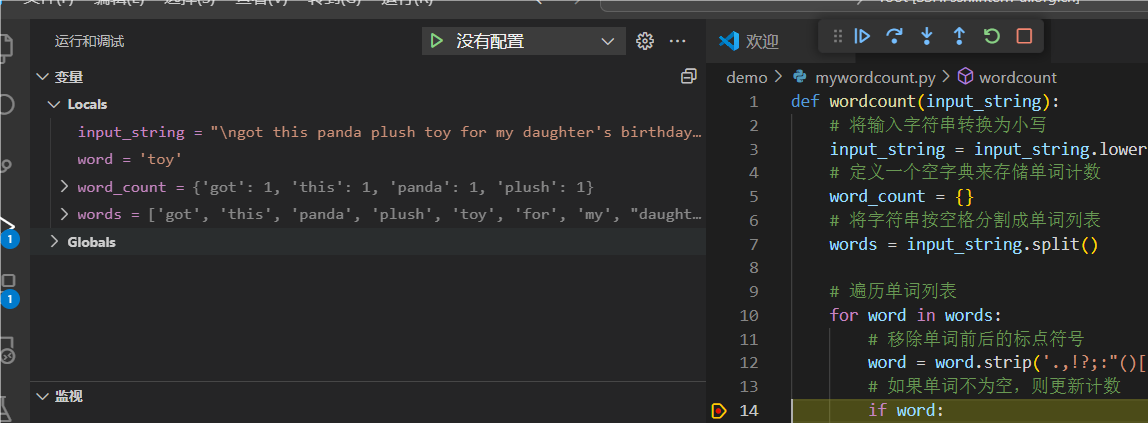 运行和调试
没有配置
变量
Locals
input_string = "\ngot this panda plush toy for my daughter's birthday…
word = 'toy'
word_count = {'got': 1, 'this': 1, 'panda': 1, 'plush': 1}
words = ['got', 'this', 'panda', 'plush', 'toy', 'for', 'my', "daught…
Globals
监视
1
1
欢迎
demo > mywordcount.py > wordcount
1 def wordcount(input_string):
2 # 将输入字符串转换为小写
3 input_string = input_string.lower
4 # 定义一个空字典来存储单词计数
5 word_count = {}
6 # 将字符串按空格分割成单词列表
7 words = input_string.split()
8
9 # 遍历单词列表
10 for word in words:
11 # 移除单词前后的标点符号
12 word = word.strip('.,!?;:"()[
13 # 如果单词不为空，则更新计数
14 if word: